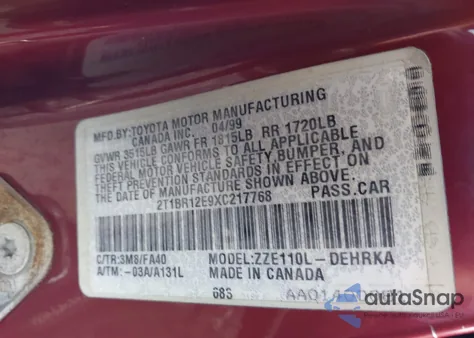 MFD.BY:TOYOTA MOTOR MANUFACTURING
CANADA INC. 04/99
GVWR 3515LB GAWR FR 1815LB RR 1720LB
THIS VEHICLE CONFORMS TO ALL APPLICABLE
FEDERAL MOTOR VEHICLE SAFETY,BUMPER, AND
THEFT PREVENTION STANDARDS IN EFFECT ON
THE DATE OF MANUFACTURE SHOWN ABOVE.
2T1BR12E9XC217768 PASS.CAR
C/TR:3M8/FA40 MODEL:ZZE110L-DEHRKA
A/TM: -03A/A131L MADE IN CANADA
68S
autoSnap
POWERED BY